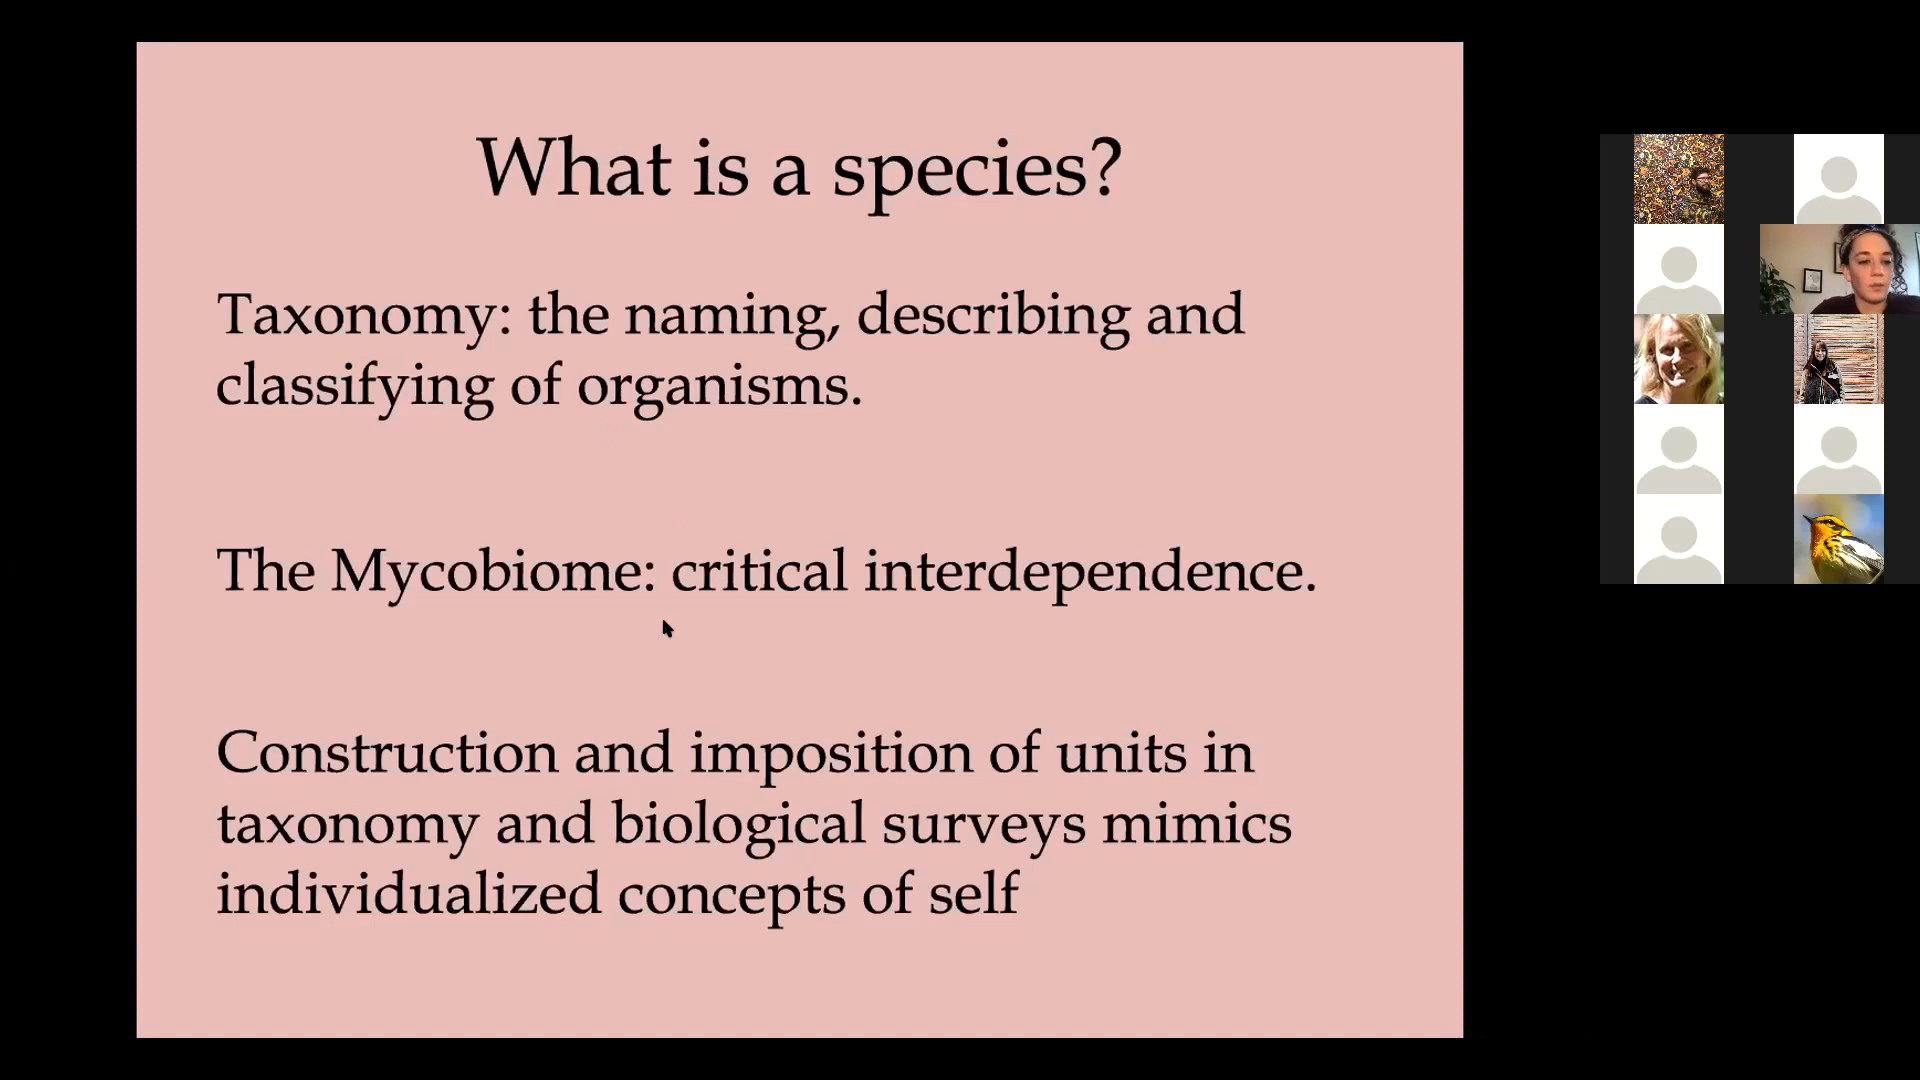 What is a species?
Taxonomy: the naming, describing and
classifying of organisms.
The Mycobiome: critical interdependence.
Construction and imposition of units in
taxonomy and biological surveys mimics
individualized concepts of self